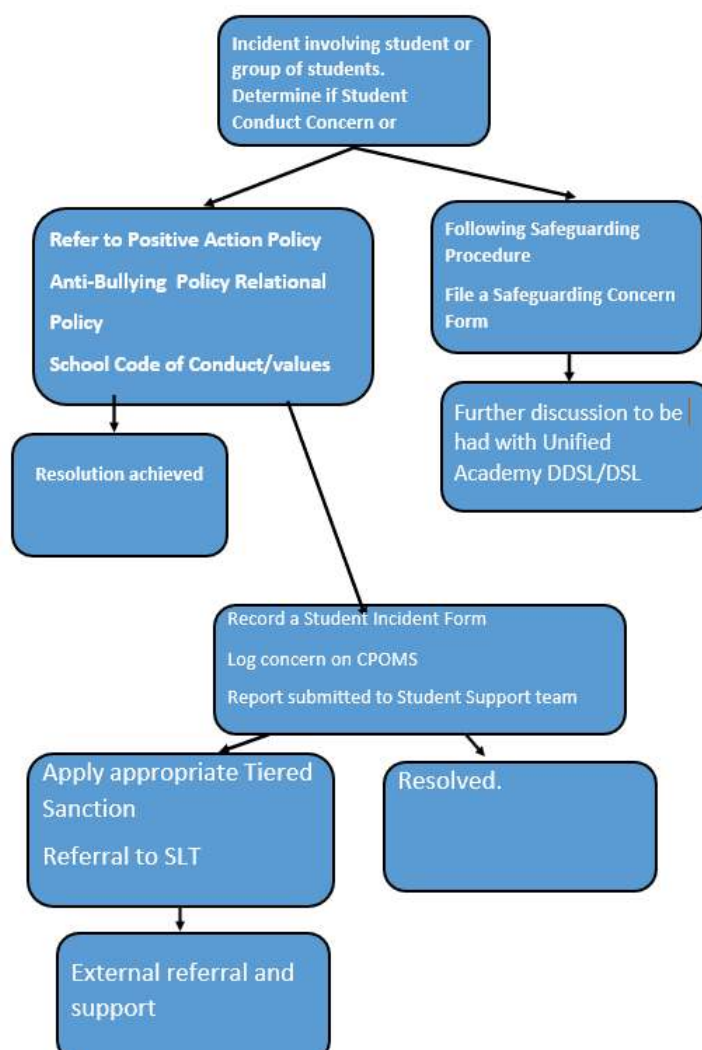 Incident involving student or
group of students.
Determine if Student
Conduct Concern or
Refer to Positive Action Policy
Anti-Bullying Policy Relational
Policy
School Code of Conduct/values
Following Safeguarding
Procedure
File a Safeguarding Concern
Form
Resolution achieved
Further discussion to be
had with Unified
Academy DDSL/DSL
Record a Student Incident Form
Log concern on CPOMS
Report submitted to Student Support team
Apply appropriate Tiered
Sanction
Referral to SLT
Resolved.
External referral and
support